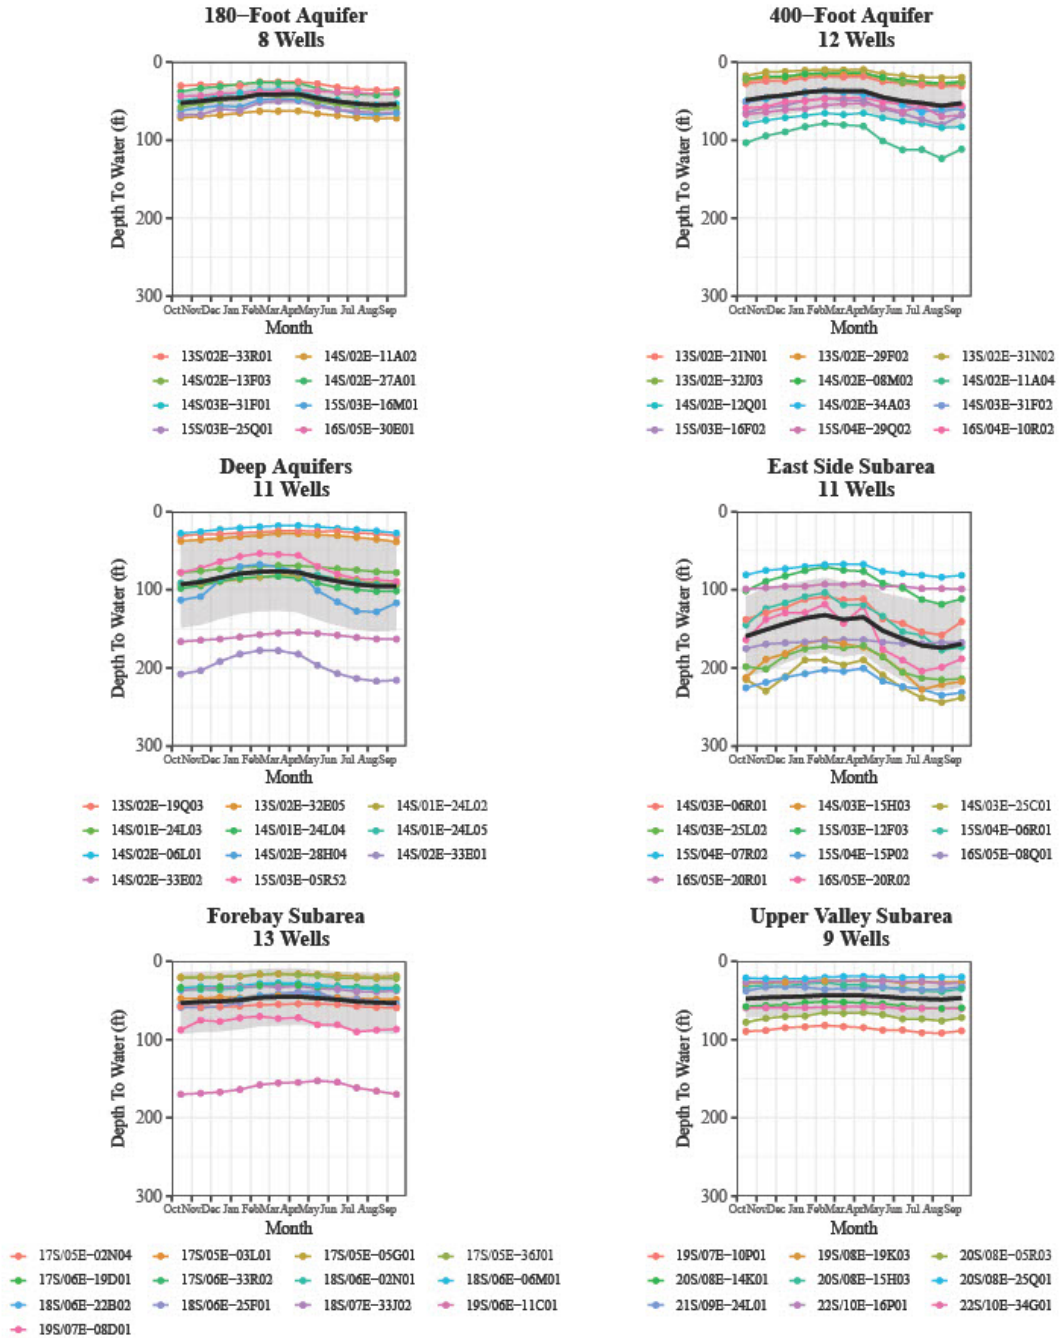 180−Foot Aquifer
8 Wells
0
100
200
300
Depth To Water (ft)
Oct Nov Dec Jan Feb Mar Apr May Jun Jul Aug Sep
Month
13S/02E−33R01 14S/02E−11A02
14S/02E−13F03 14S/02E−27A01
14S/03E−31F01 15S/03E−16M01
15S/03E−25Q01 16S/05E−30E01
400−Foot Aquifer
12 Wells
0
100
200
300
Depth To Water (ft)
Oct Nov Dec Jan Feb Mar Apr May Jun Jul Aug Sep
Month
13S/02E−21N01 13S/02E−29F02 13S/02E−31N02
13S/02E−32J03 14S/02E−08M02 14S/02E−11A04
14S/02E−12Q01 14S/02E−34A03 14S/03E−31F02
15S/03E−16F02 15S/04E−29Q02 16S/04E−10R02
Deep Aquifers
11 Wells
0
100
200
300
Depth To Water (ft)
Oct Nov Dec Jan Feb Mar Apr May Jun Jul Aug Sep
Month
13S/02E−19Q03 13S/02E−32E05 14S/01E−24L02
14S/01E−24L03 14S/01E−24L04 14S/01E−24L05
14S/02E−06L01 14S/02E−28H04 14S/02E−33E01
14S/02E−33E02 15S/03E−05R52
East Side Subarea
11 Wells
0
100
200
300
Depth To Water (ft)
Oct Nov Dec Jan Feb Mar Apr May Jun Jul Aug Sep
Month
14S/03E−06R01 14S/03E−15H03 14S/03E−25C01
14S/03E−25L02 15S/03E−12F03 15S/04E−06R01
15S/04E−07R02 15S/04E−15P02 16S/05E−08Q01
16S/05E−20R01 16S/05E−20R02
Forebay Subarea
13 Wells
0
100
200
300
Depth To Water (ft)
Oct Nov Dec Jan Feb Mar Apr May Jun Jul Aug Sep
Month
17S/05E−02N04 17S/05E−03L01 17S/05E−05G01 17S/05E−36J01
17S/06E−19D01 17S/06E−33R02 18S/06E−02N01 18S/06E−06M01
18S/06E−22B02 18S/06E−25F01 18S/07E−33J02 19S/06E−11C01
19S/07E−08D01
Upper Valley Subarea
9 Wells
0
100
200
300
Depth To Water (ft)
Oct Nov Dec Jan Feb Mar Apr May Jun Jul Aug Sep
Month
19S/07E−10P01 19S/08E−19K03 20S/08E−05R03
20S/08E−14K01 20S/08E−15H03 20S/08E−25Q01
21S/09E−24L01 22S/10E−16P01 22S/10E−34G01